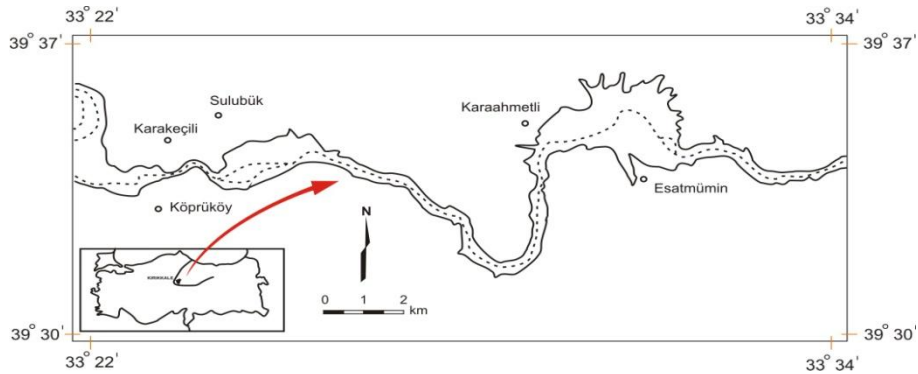 33° 22'
33° 34'
39° 37'
39° 37'
Sulubük
Karaahmetli
Karakeçili
Esatmümin
Köprüköy
N
KIRIKKALE
0 1 2
km
39° 30'
39° 30'
33° 22'
33° 34'